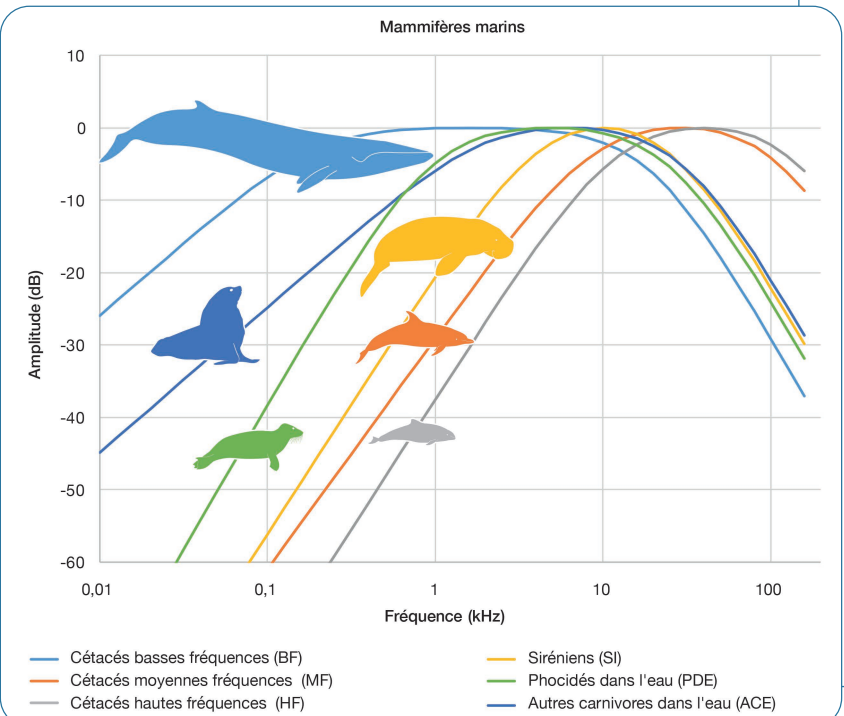 Mammifères marins
10
0
-10
-20
-30
-40
-50
-60
Amplitude (dB)
0,01 0,1 1 10 100
Fréquence (kHz)
Cétacés basses fréquences (BF)
Cétacés moyennes fréquences (MF)
Cétacés hautes fréquences (HF)
Siréniens (SI)
Phocidés dans l'eau (PDE)
Autres carnivores dans l'eau (ACE)